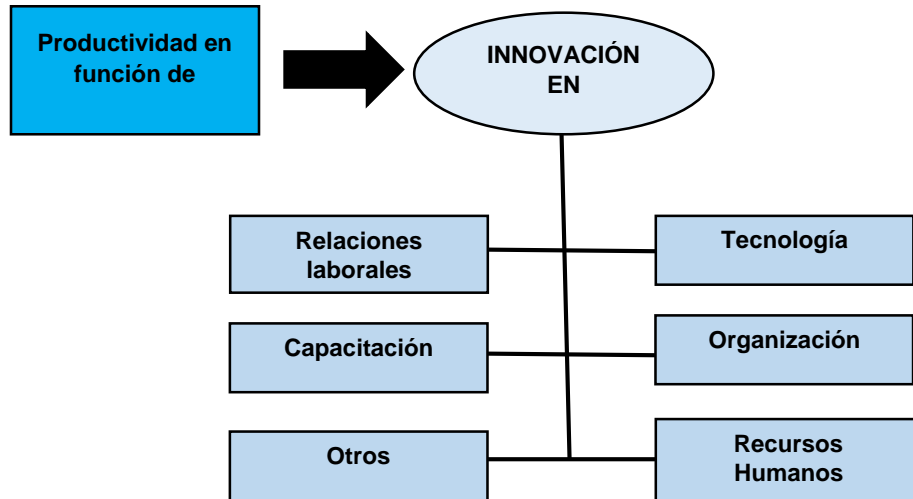 Productividad en
función de
INNOVACIÓN
EN
Relaciones
laborales
Tecnología
Capacitación
Organización
Otros
Recursos
Humanos